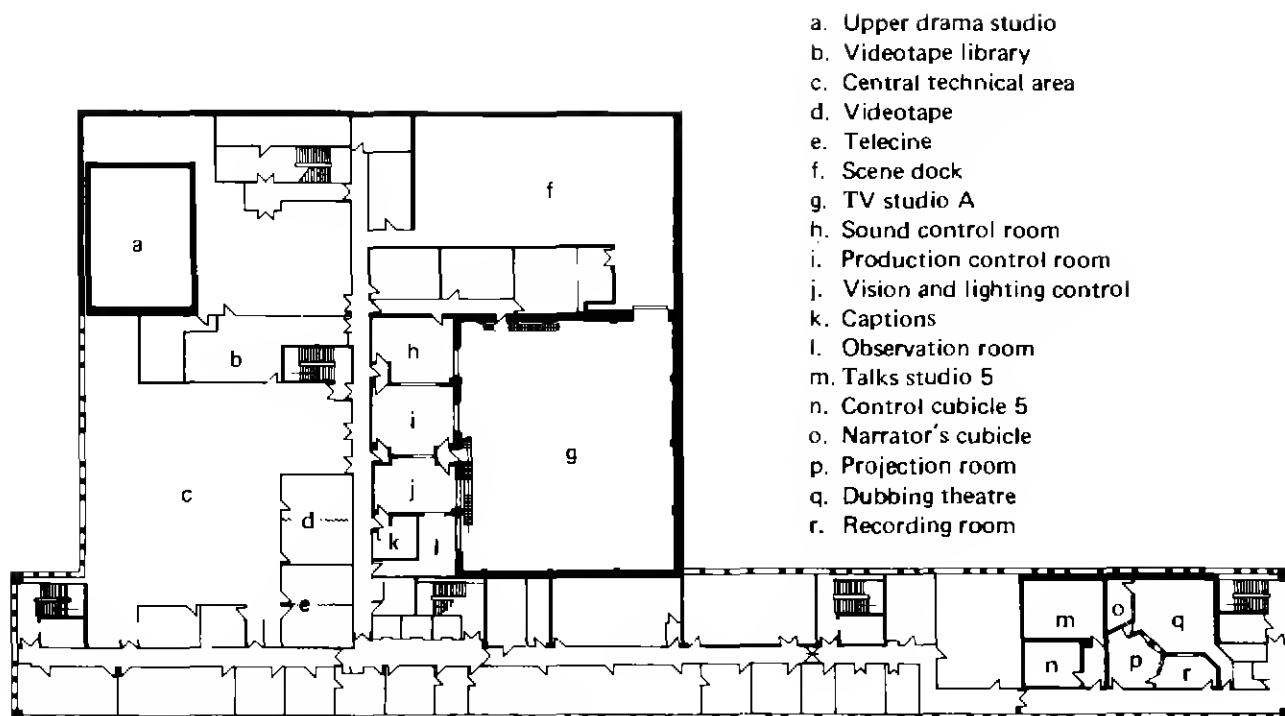 a. Upper drama studio
b. Videotape library
c. Central technical area
d. Videotape
e. Telecine
f. Scene dock
g. TV studio A
h. Sound control room
i. Production control room
j. Vision and lighting control
k. Captions
l. Observation room
m. Talks studio 5
n. Control cubicle 5
o. Narrator's cubicle
p. Projection room
q. Dubbing theatre
r. Recording room
f
a
b
h
i
g
c
j
d
k
l
e
m
o
q
n
p
r